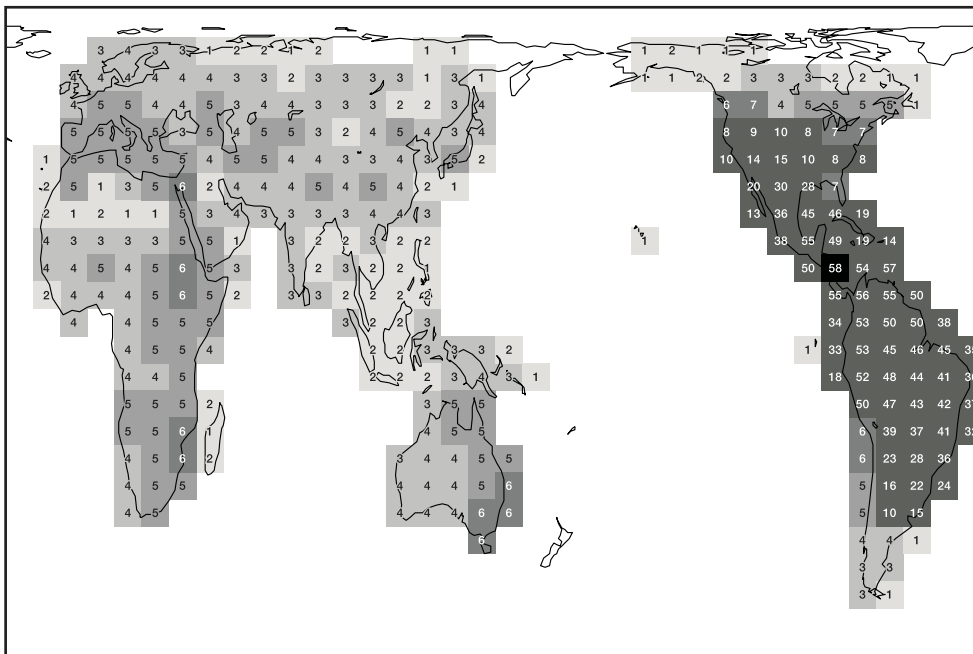 3 4 3 3 1 2 2 1 2 1 1 1 2 1 1 1
4 4 4 4 4 4 3 3 2 3 3 3 3 1 3 1 1 1 2 2 3 3 3 2 2 1 1
4 5 5 4 4 5 3 4 4 3 3 3 2 2 3 4 6 7 4 5 5 5 5 1
5 5 5 5 3 5 4 5 5 3 2 4 5 4 3 4 8 9 10 8 7 7
1 5 5 5 5 5 4 5 5 4 4 3 3 4 3 5 2 10 14 15 10 8 8
2 5 1 3 5 6 2 4 4 4 5 4 5 4 2 1 20 30 28 7
2 1 2 1 1 5 3 4 3 3 3 3 4 4 3 13 36 45 46 19
4 3 3 3 3 5 5 1 3 2 2 3 2 2 1 38 55 49 19 14
4 4 5 4 5 6 5 3 3 2 3 2 2 1 50 58 54 57
2 4 4 4 5 6 5 2 3 3 2 2 2 2 55 56 55 50
4 4 5 5 5 3 2 2 3 34 53 50 50 38
4 5 5 4 2 2 3 3 3 2 1 33 53 45 46 45 35
4 4 5 2 2 2 3 4 3 1 18 52 48 44 41
5 5 5 2 3 5 5 50 47 43 42 37
5 5 6 1 4 5 5 6 39 37 41 32
4 5 6 2 3 4 4 5 5 6 23 28 36
4 5 5 4 4 4 5 6 5 16 22 24
4 5 4 4 4 6 6 5 10 15
6 4 4 1
3 3
3 1